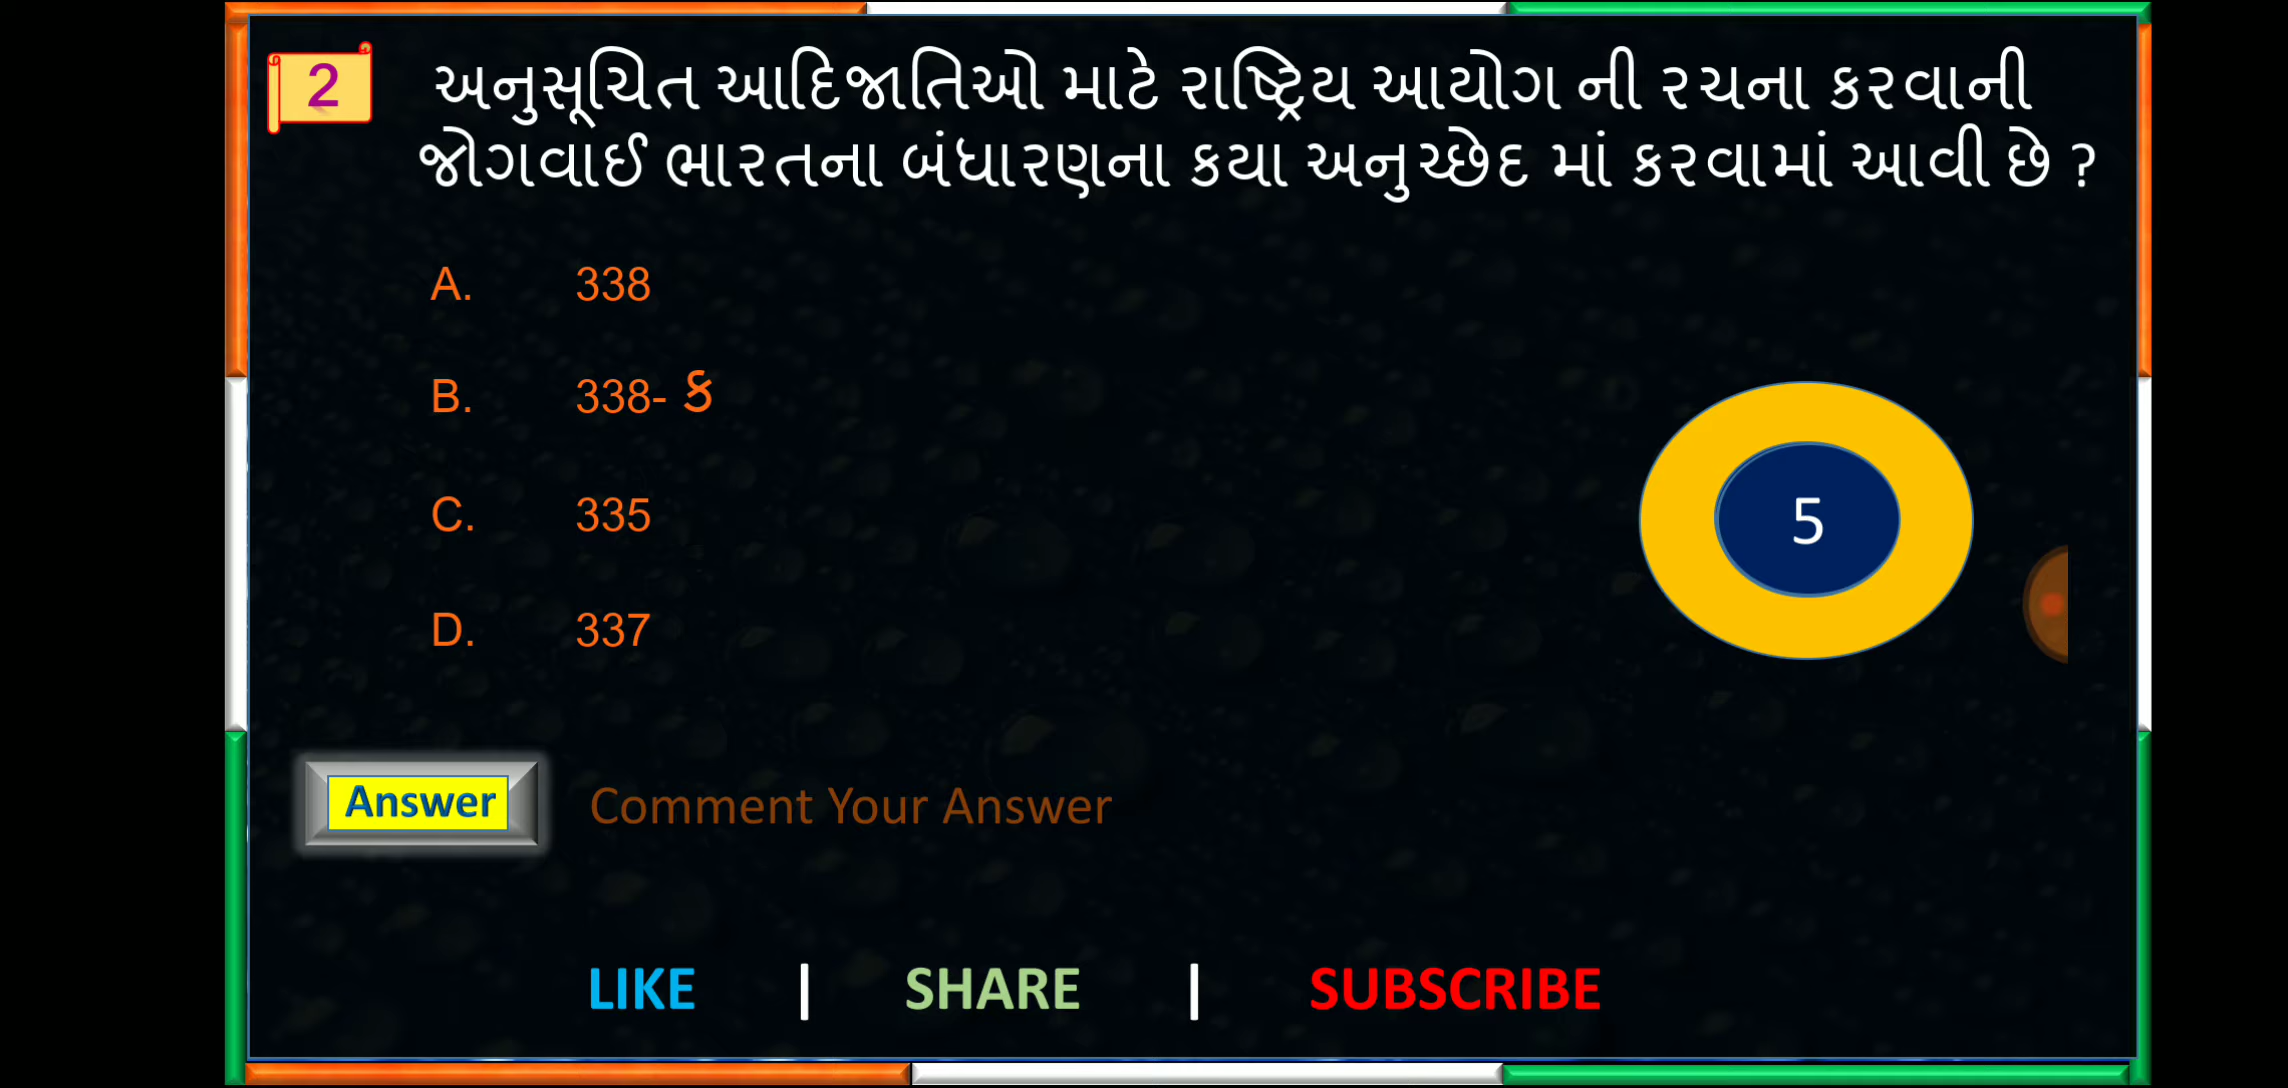 2
અનુસૂચિત આદિજાતિઓ માટે રાષ્ટ્રિય આયોગ ની રચના કરવાની
જોગવાઈ ભારતના બંધારણના કયા અનુચ્છેદ માં કરવામાં આવી છે ?
A. 338
B. 338- ક
C. 335
D. 337
5
Answer Comment Your Answer
LIKE | SHARE | SUBSCRIBE